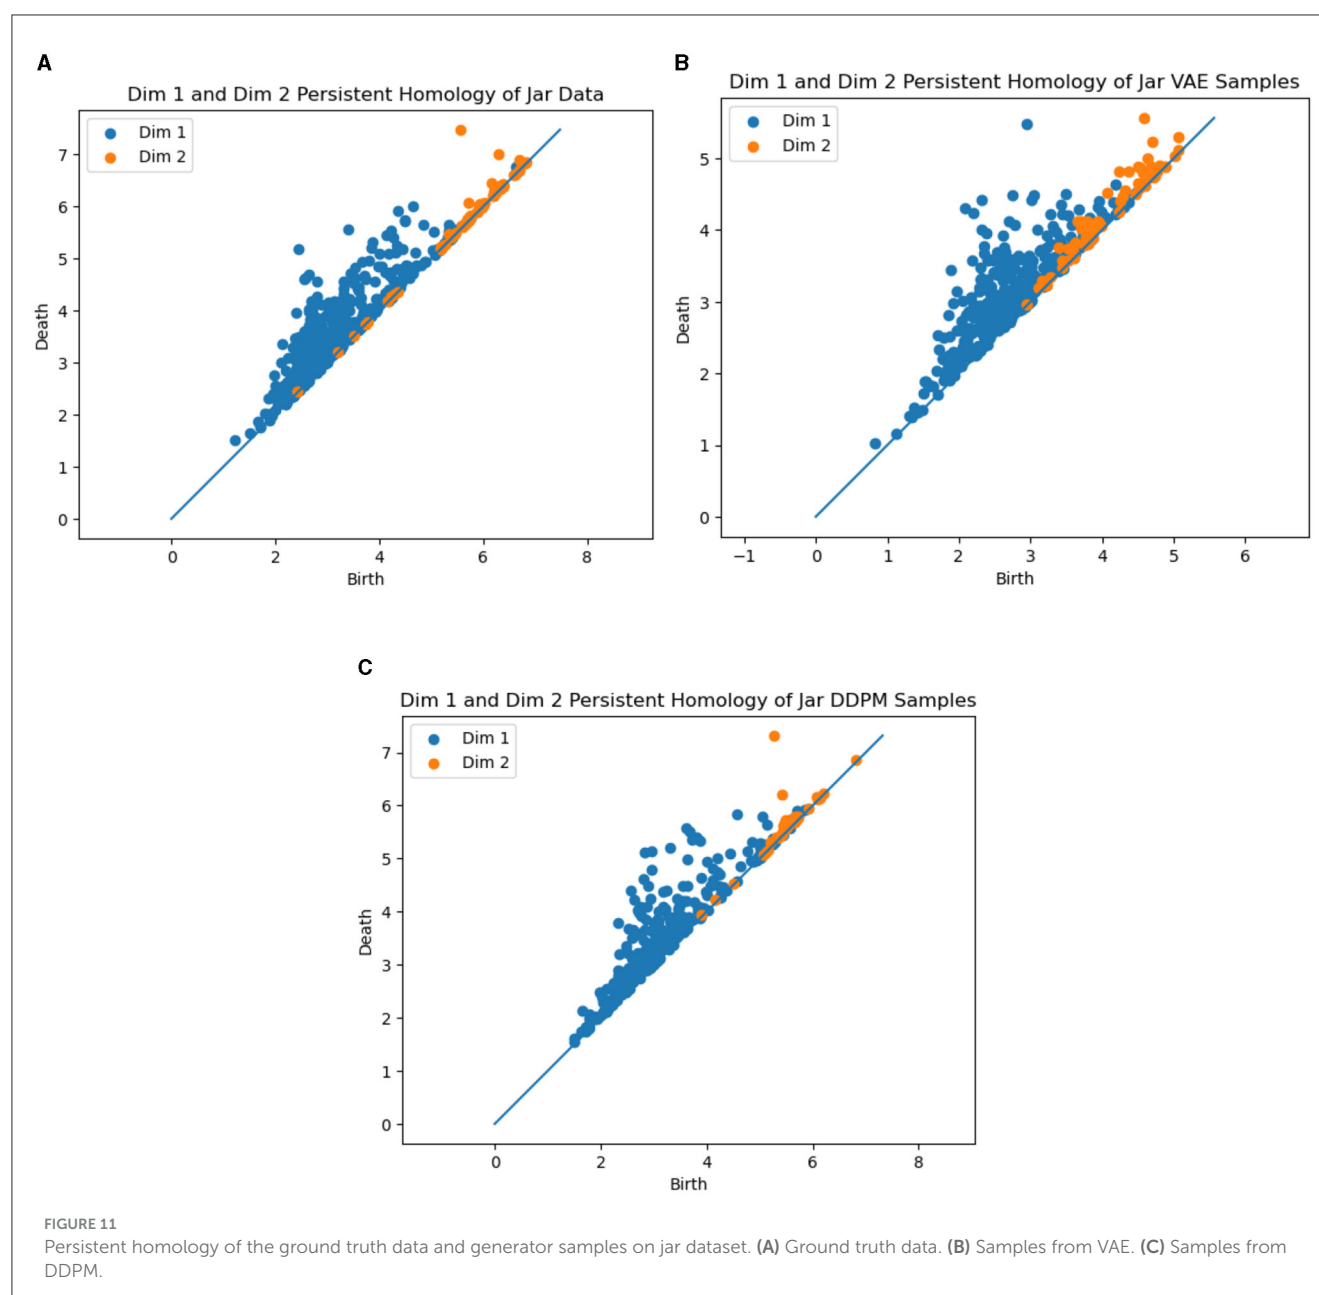 A
Dim 1 and Dim 2 Persistent Homology of Jar Data
Dim 1
Dim 2
7
6
5
4
3
2
1
0
Death
0 2 4 6 8
Birth
B
Dim 1 and Dim 2 Persistent Homology of Jar VAE Samples
Dim 1
Dim 2
5
4
3
2
1
0
Death
−1 0 1 2 3 4 5 6
Birth
C
Dim 1 and Dim 2 Persistent Homology of Jar DDPM Samples
Dim 1
Dim 2
7
6
5
4
3
2
1
0
Death
0 2 4 6 8
Birth
FIGURE 11
Persistent homology of the ground truth data and generator samples on jar dataset. (A) Ground truth data. (B) Samples from VAE. (C) Samples from
DDPM.